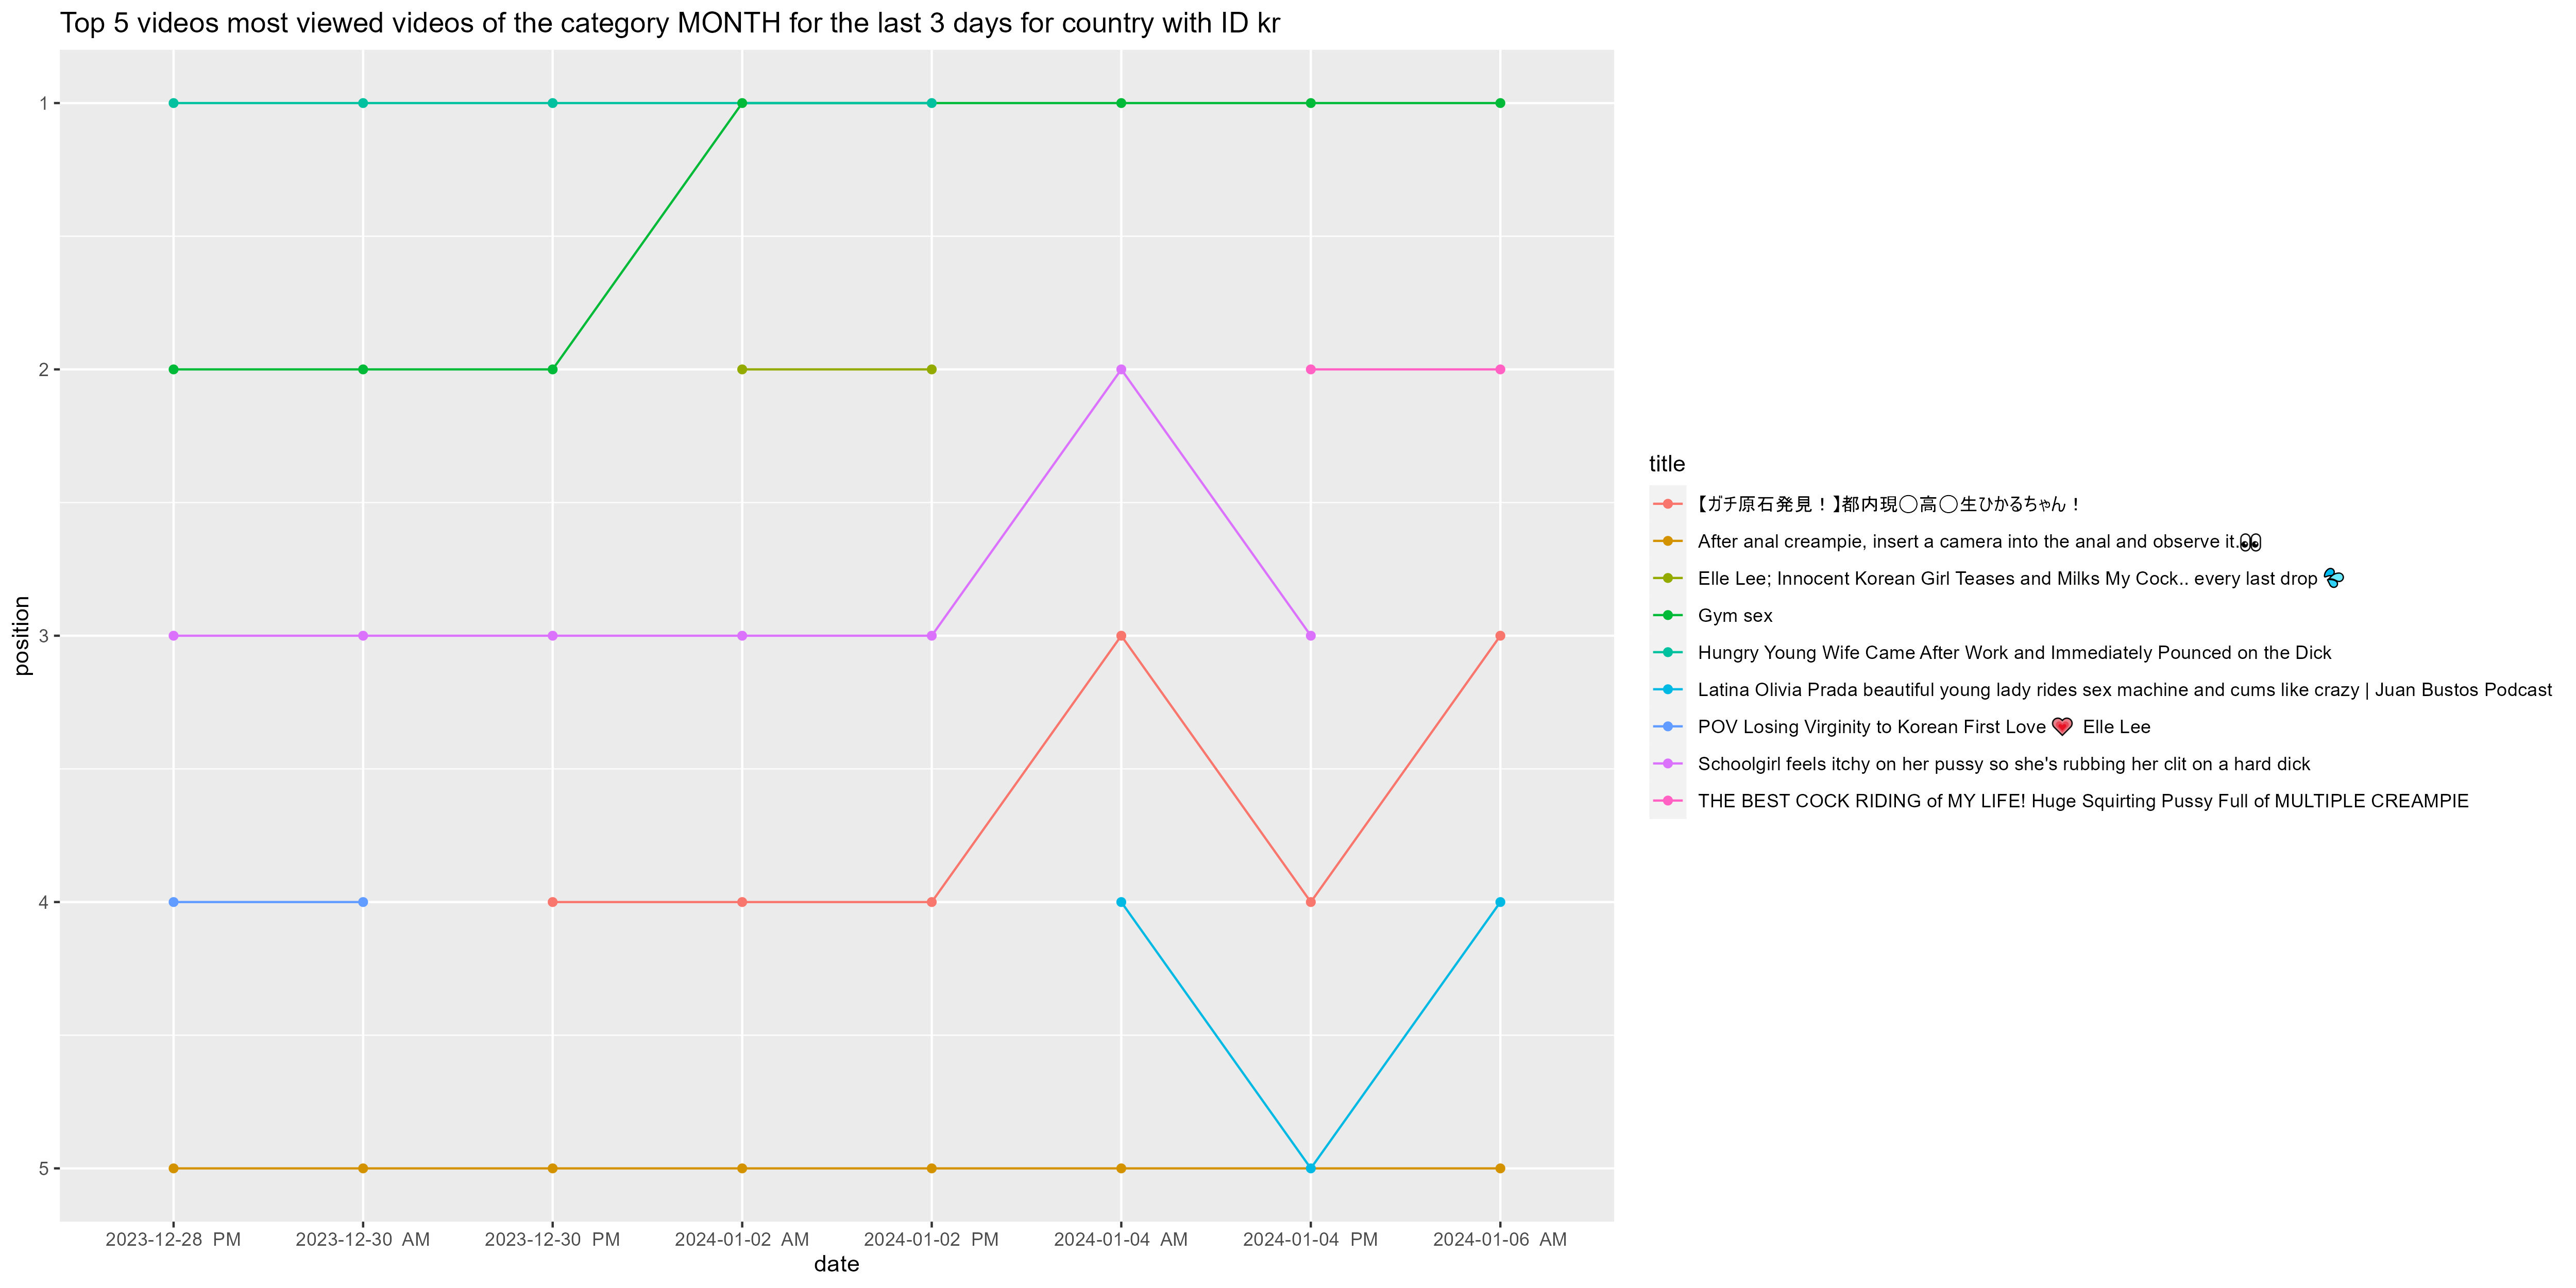 Top 5 videos most viewed videos of the category MONTH for the last 3 days for country with ID kr
position
1
2
3
4
5
2023-12-28 PM
2023-12-30 AM
2023-12-30 PM
2024-01-02 AM
2024-01-02 PM
2024-01-04 AM
2024-01-04 PM
2024-01-06 AM
date
title
【ガチ原石発見！】都内現◯高◯生ひかるちゃん！
After anal creampie, insert a camera into the anal and observe it.👀
Elle Lee; Innocent Korean Girl Teases and Milks My Cock.. every last drop 💦
Gym sex
Hungry Young Wife Came After Work and Immediately Pounced on the Dick
Latina Olivia Prada beautiful young lady rides sex machine and cums like crazy | Juan Bustos Podcast
POV Losing Virginity to Korean First Love 💗 Elle Lee
Schoolgirl feels itchy on her pussy so she's rubbing her clit on a hard dick
THE BEST COCK RIDING of MY LIFE! Huge Squirting Pussy Full of MULTIPLE CREAMPIE